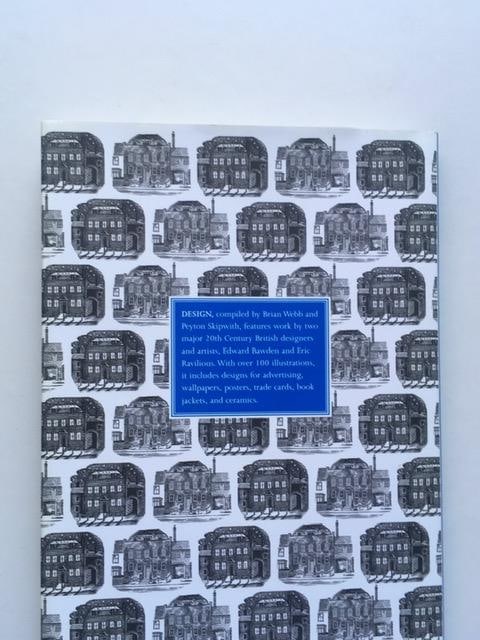 DESIGN, compiled by Brian Webb and
Peyton Skipwith, features work by two
major 20th Century British designers
and artists, Edward Bawden and Eric
Ravilious. With over 100 illustrations,
it includes designs for advertising,
wallpapers, posters, trade cards, book
jackets, and ceramics.